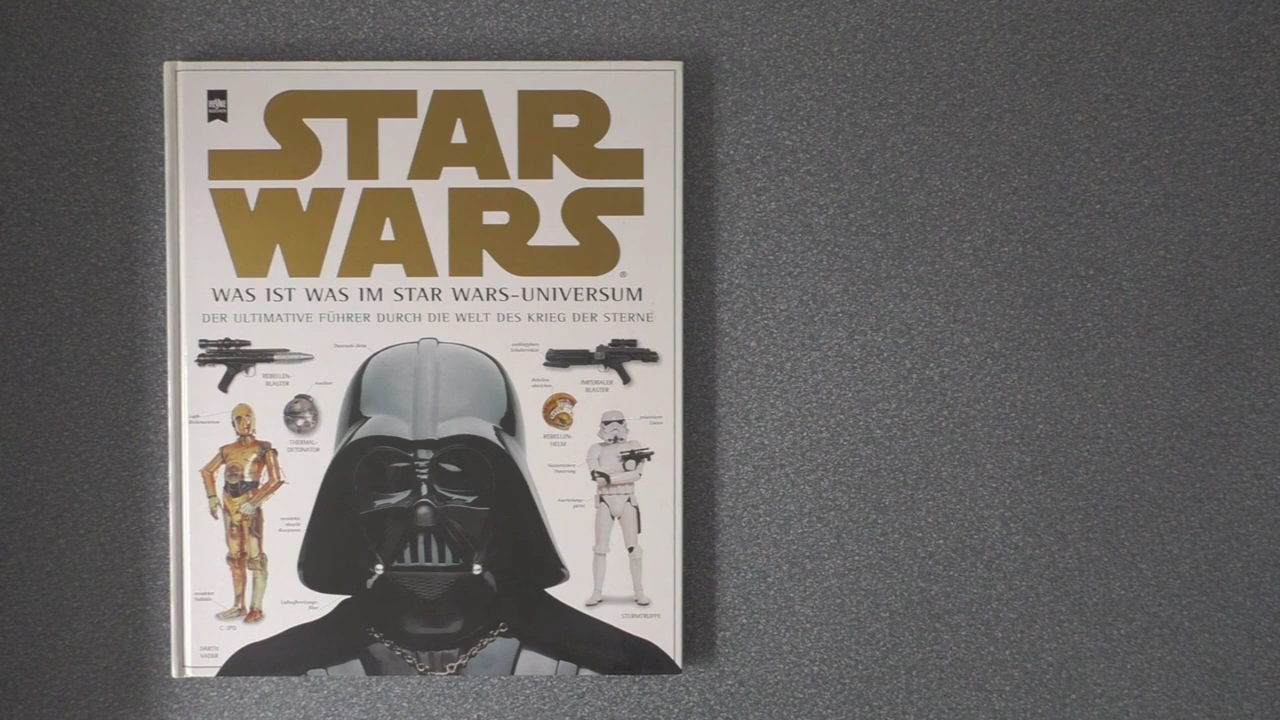 HEYNE
STAR
WARS
®
WAS IST WAS IM STAR WARS-UNIVERSUM
DER ULTIMATIVE FÜHRER DURCH DIE WELT DES KRIEG DER STERNE
REBELLEN-
BLASTER
IMPERIALER
BLASTER
THERMAL-
DETONATOR
REBELLEN-
HELM
STURMTRUPPE
C-3PO
DARTH
VADER